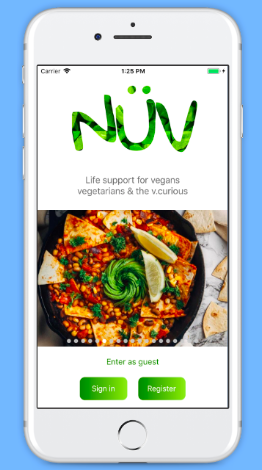 Carrier 1:25 PM
NÜV
Life support for vegans
vegetarians & the v.curious
Enter as guest
Sign in Register